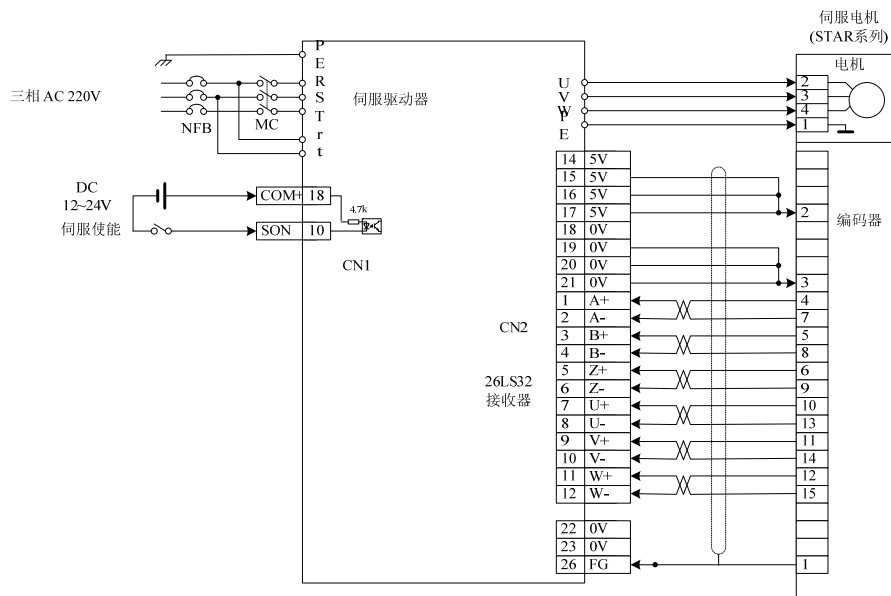 伺服电机
(STAR系列)
电机
P
E
R
S
T
r
t
三相 AC 220V
NFB
MC
伺服驱动器
U
V
W
PE
2
3
4
1
DC
12~24V
伺服使能
COM+ 18
SON 10
4.7k
CN1
CN2
26LS32
接收器
编码器
14 5V
15 5V
16 5V
17 5V 2
18 0V
19 0V
20 0V
21 0V 3
1 A+ 4
2 A- 7
3 B+ 5
4 B- 8
5 Z+ 6
6 Z- 9
7 U+ 10
8 U- 13
9 V+ 11
10 V- 14
11 W+ 12
12 W- 15
22 0V
23 0V
26 FG 1